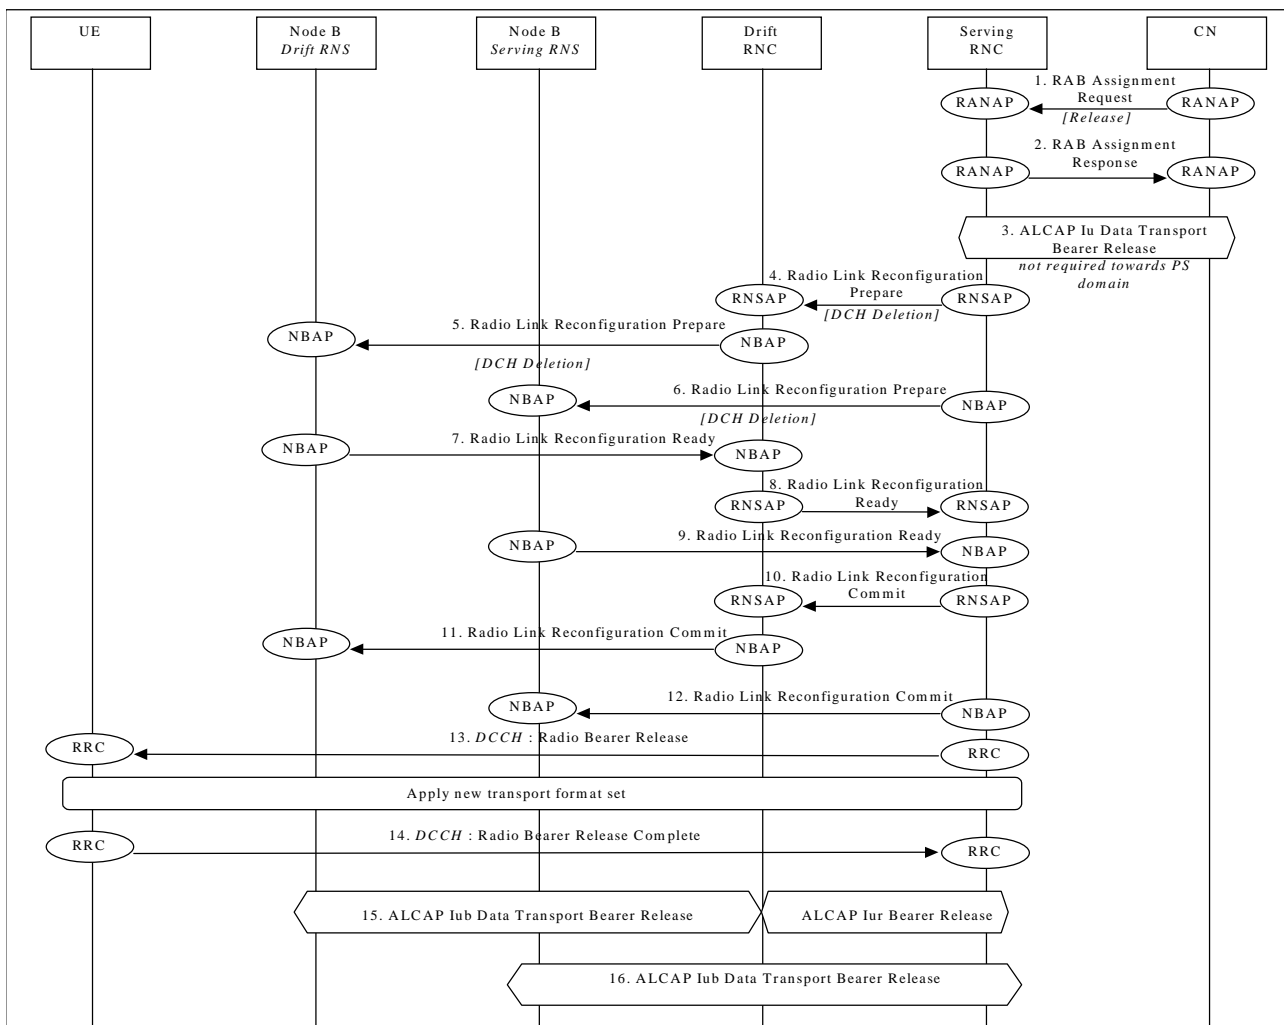 UE
Node B
Drift RNS
Node B
Serving RNS
Drift
RNC
Serving
RNC
CN
1. RAB Assignment
Request
[Release]
RANAP
RANAP
2. RAB Assignment
Response
RANAP
RANAP
3. ALCAP Iu Data Transport
Bearer Release
not required towards PS
domain
4. Radio Link Reconfiguration
Prepare
[DCH Deletion]
RNSAP
RNSAP
5. Radio Link Reconfiguration Prepare
[DCH Deletion]
NBAP
NBAP
6. Radio Link Reconfiguration Prepare
[DCH Deletion]
NBAP
NBAP
7. Radio Link Reconfiguration Ready
NBAP
NBAP
8. Radio Link Reconfiguration
Ready
RNSAP
RNSAP
9. Radio Link Reconfiguration Ready
NBAP
NBAP
10. Radio Link Reconfiguration
Commit
RNSAP
RNSAP
11. Radio Link Reconfiguration Commit
NBAP
NBAP
12. Radio Link Reconfiguration Commit
NBAP
NBAP
13. DCCH : Radio Bearer Release
RRC
RRC
Apply new transport format set
14. DCCH : Radio Bearer Release Complete
RRC
RRC
15. ALCAP Iub Data Transport Bearer Release
ALCAP Iur Bearer Release
16. ALCAP Iub Data Transport Bearer Release